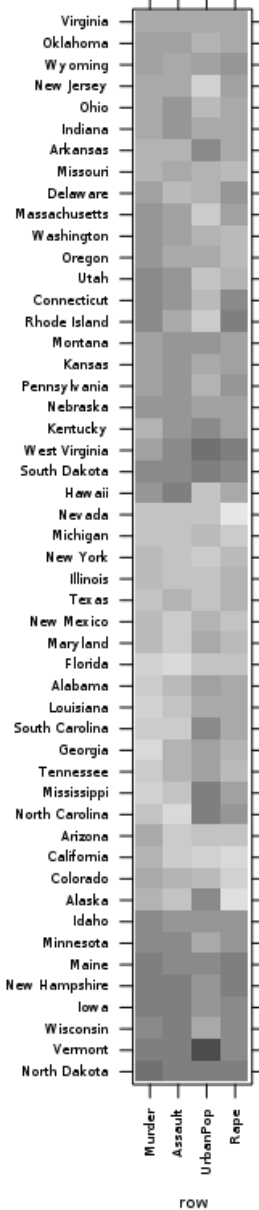 Virginia
Oklahoma
Wyoming
New Jersey
Ohio
Indiana
Arkansas
Missouri
Delaware
Massachusetts
Washington
Oregon
Utah
Connecticut
Rhode Island
Montana
Kansas
Pennsylvania
Nebraska
Kentucky
West Virginia
South Dakota
Hawaii
Nevada
Michigan
New York
Illinois
Texas
New Mexico
Maryland
Florida
Alabama
Louisiana
South Carolina
Georgia
Tennessee
Mississippi
North Carolina
Arizona
California
Colorado
Alaska
Idaho
Minnesota
Maine
New Hampshire
Iowa
Wisconsin
Vermont
North Dakota
Murder
Assault
UrbanPop
Rape
row